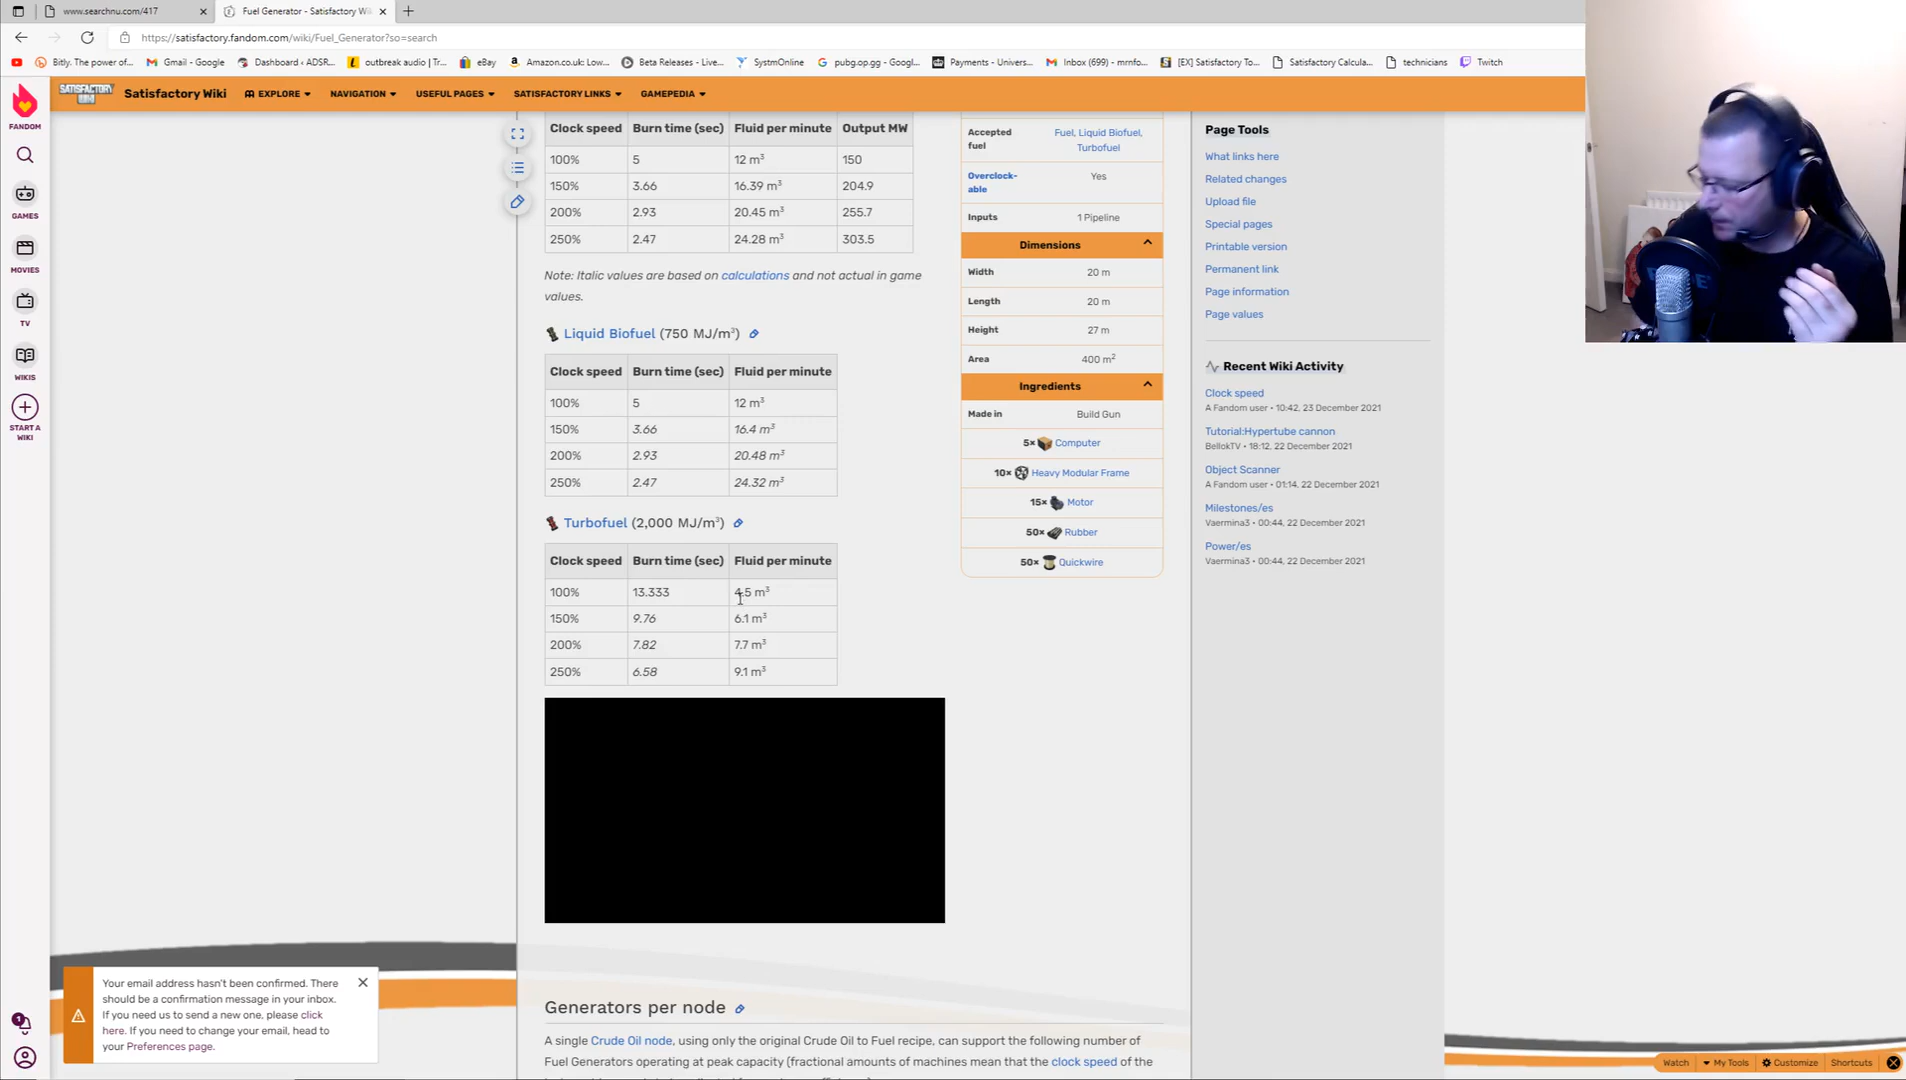 www.searchnu.com/417
Fuel Generator - Satisfactory Wi
https://satisfactory.fandom.com/wiki/Fuel_Generator?so=search
Bitly. The power of...
Gmail - Google
Dashboard ‹ ADSR...
outbreak audio | Tr...
eBay
Amazon.co.uk: Low...
Beta Releases - Live...
SystmOnline
pubg.op.gg - Googl...
Payments - Univers...
Inbox (699) - mrnfo...
[EX] Satisfactory To...
Satisfactory Calcula...
technicians
Twitch
SATISFACTORY WIKI
Satisfactory Wiki
EXPLORE
NAVIGATION
USEFUL PAGES
SATISFACTORY LINKS
GAMEPEDIA
FANDOM
GAMES
MOVIES
TV
WIKIS
START A
WIKI
1
Clock speed Burn time (sec) Fluid per minute Output MW
100% 5 12 m³ 150
150% 3.66 16.39 m³ 204.9
200% 2.93 20.45 m³ 255.7
250% 2.47 24.28 m³ 303.5
Note: Italic values are based on calculations and not actual in game
values.
Liquid Biofuel (750 MJ/m³)
Clock speed Burn time (sec) Fluid per minute
100% 5 12 m³
150% 3.66 16.4 m³
200% 2.93 20.48 m³
250% 2.47 24.32 m³
Turbofuel (2,000 MJ/m³)
Clock speed Burn time (sec) Fluid per minute
100% 13.333 4.5 m³
150% 9.76 6.1 m³
200% 7.82 7.7 m³
250% 6.58 9.1 m³
Generators per node
A single Crude Oil node, using only the original Crude Oil to Fuel recipe, can support the following number of
Fuel Generators operating at peak capacity (fractional amounts of machines mean that the clock speed of the
Accepted
fuel
Fuel, Liquid Biofuel,
Turbofuel
Overclock-
able
Yes
Inputs 1 Pipeline
Dimensions
Width 20 m
Length 20 m
Height 27 m
Area 400 m²
Ingredients
Made in Build Gun
5× Computer
10× Heavy Modular Frame
15× Motor
50× Rubber
50× Quickwire
Page Tools
What links here
Related changes
Upload file
Special pages
Printable version
Permanent link
Page information
Page values
Recent Wiki Activity
Clock speed
A Fandom user • 10:42, 23 December 2021
Tutorial:Hypertube cannon
BellokTV • 18:12, 22 December 2021
Object Scanner
A Fandom user • 01:14, 22 December 2021
Milestones/es
Vaermina3 • 00:44, 22 December 2021
Power/es
Vaermina3 • 00:44, 22 December 2021
Your email address hasn't been confirmed. There
should be a confirmation message in your inbox.
If you need us to send a new one, please click
here. If you need to change your email, head to
your Preferences page.
Watch
My Tools
Customize
Shortcuts